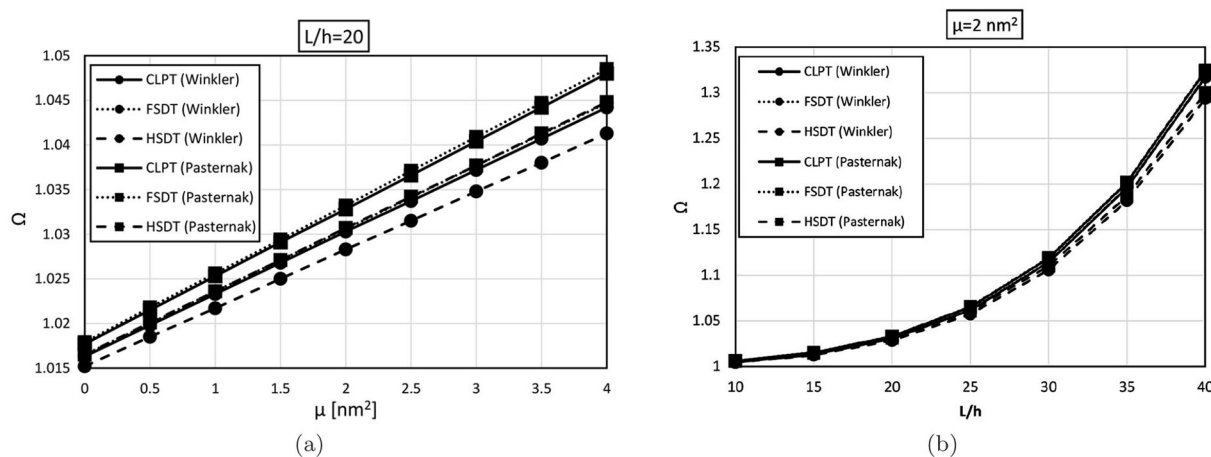 L/h=20
1.05
1.045
1.04
1.035
1.03
1.025
1.02
1.015
Ω
CLPT (Winkler)
FSDT (Winkler)
HSDT (Winkler)
CLPT (Pasternak)
FSDT (Pasternak)
HSDT (Pasternak)
0 0.5 1 1.5 2 2.5 3 3.5 4
μ [nm²]
(a)
μ=2 nm²
1.35
1.3
1.25
1.2
1.15
1.1
1.05
1
Ω
CLPT (Winkler)
FSDT (Winkler)
HSDT (Winkler)
CLPT (Pasternak)
FSDT (Pasternak)
HSDT (Pasternak)
10 15 20 25 30 35 40
L/h
(b)